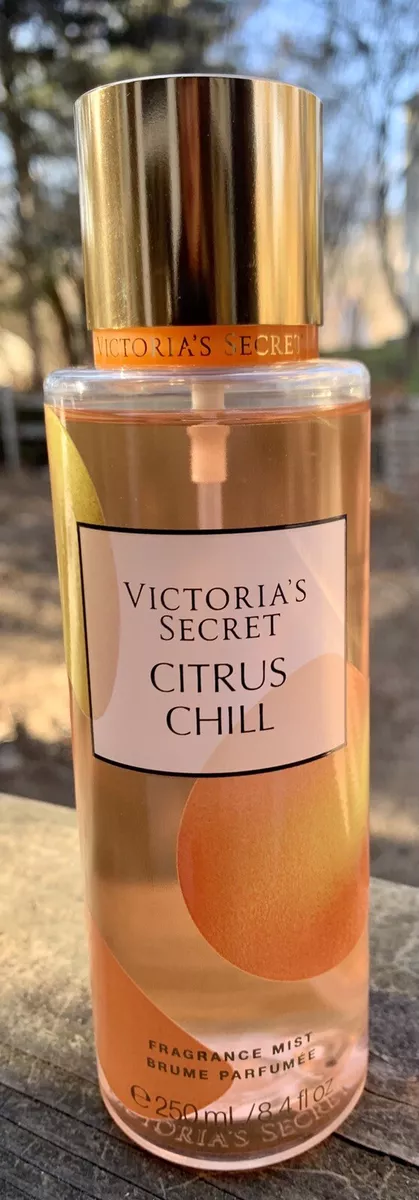 VICTORIA'S SECRET
VICTORIA'S
SECRET
CITRUS
CHILL
FRAGRANCE MIST
BRUME PARFUMÉE
℮ 250 ml / 8.4 fl oz
VICTORIA'S SECRET